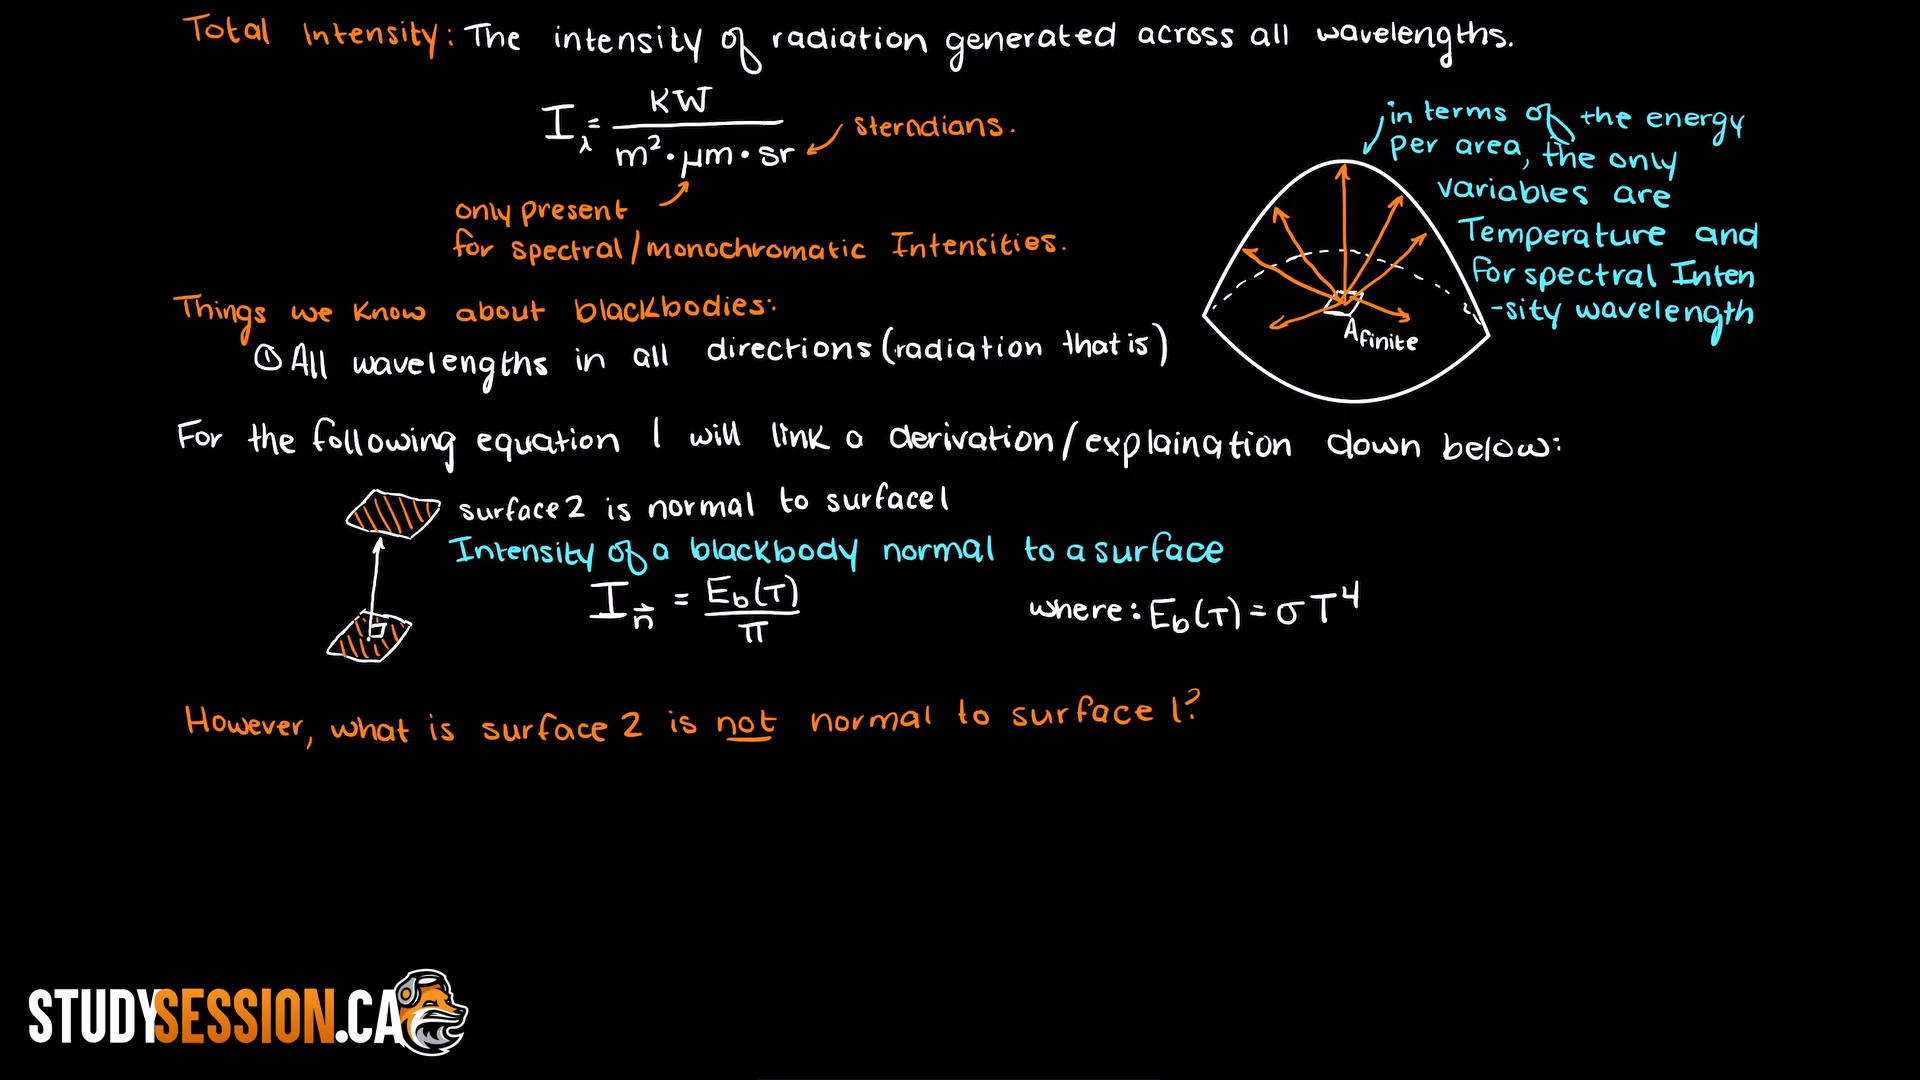 Total Intensity: The intensity of radiation generated across all wavelengths.
I λ = KW / m² · μm · sr
steradians.
only present
for spectral/monochromatic Intensities.
in terms of the energy
per area, the only
variables are
Temperature and
for spectral Inten
-sity wavelength
A finite
Things we know about blackbodies:
① All wavelengths in all directions (radiation that is)
For the following equation I will link a derivation/explaination down below:
surface 2 is normal to surface 1
Intensity of a blackbody normal to a surface
I n⃗ = E_b(T) / π
where: E_b(T) = σT⁴
However, what is surface 2 is not normal to surface 1?
STUDYSESSION.CA